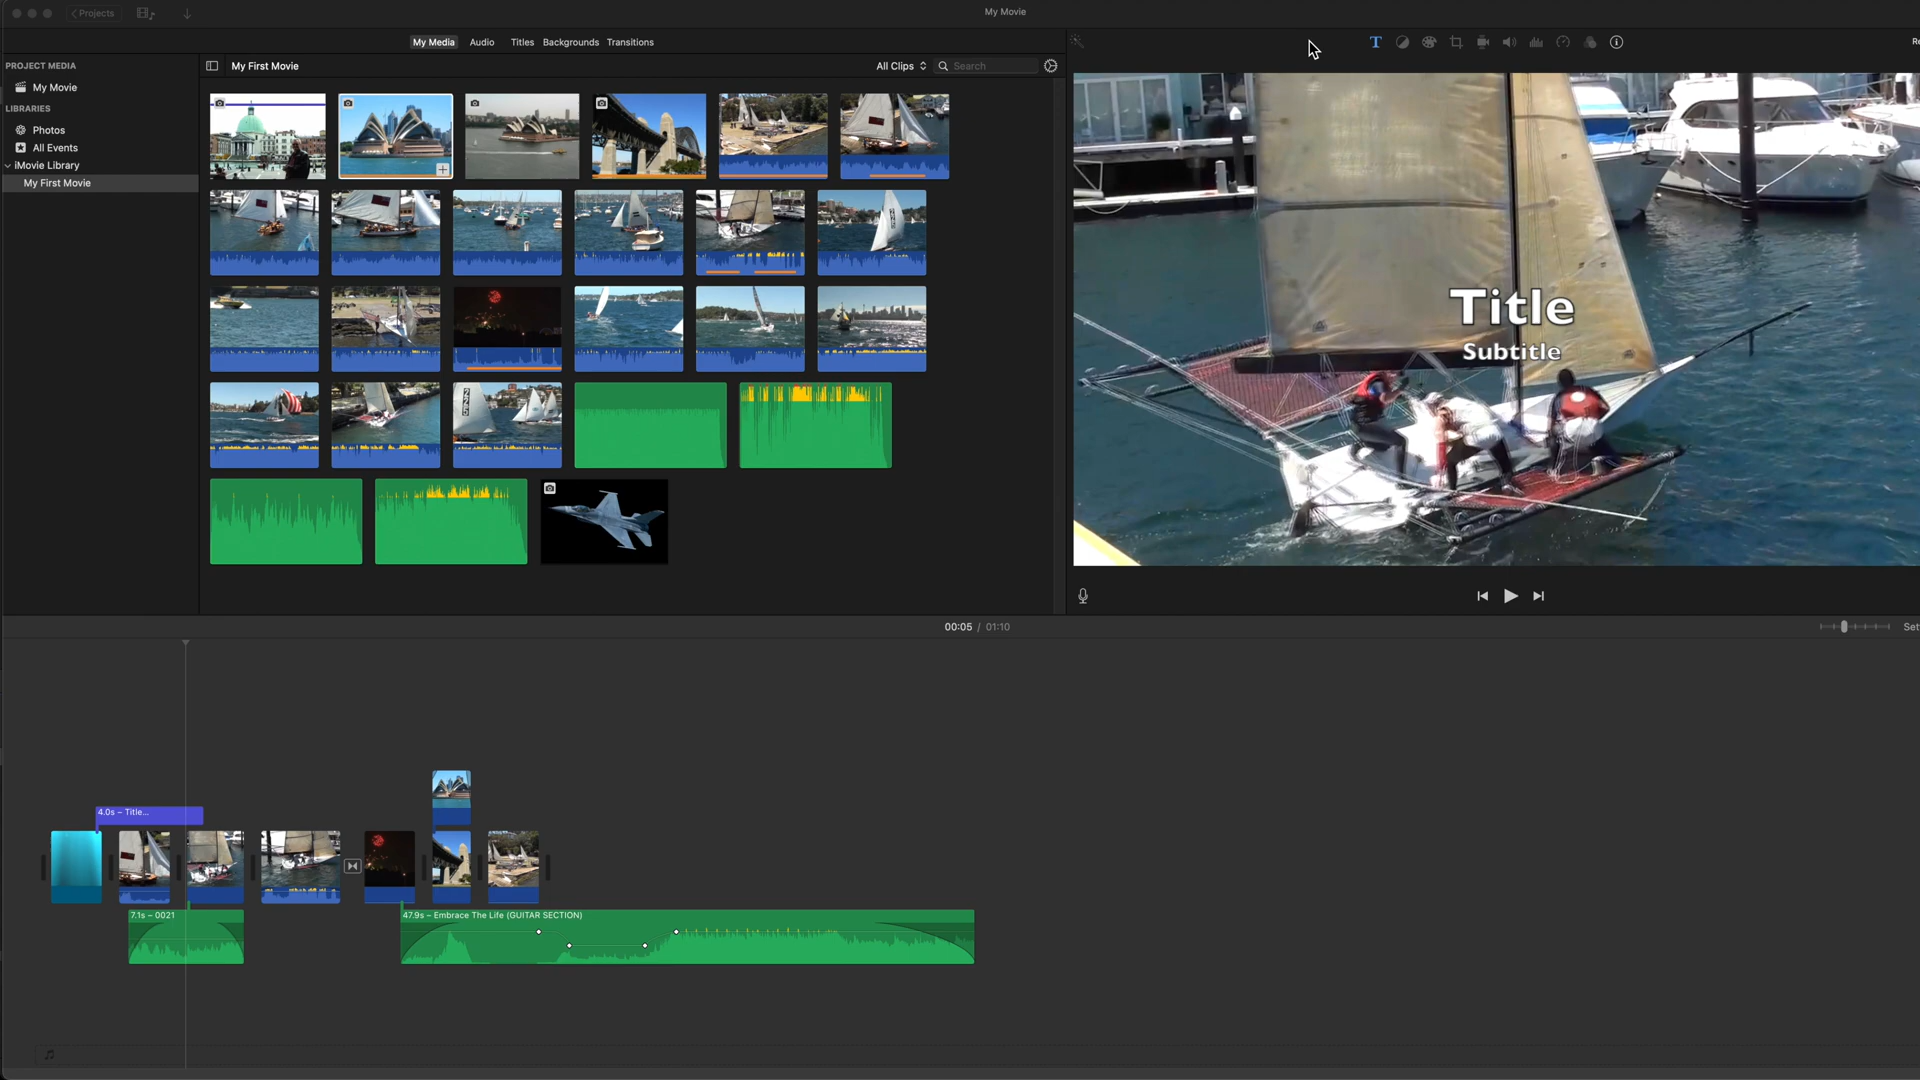 Projects
My Movie
My Media
Audio
Titles
Backgrounds
Transitions
T
PROJECT MEDIA
My Movie
LIBRARIES
Photos
All Events
iMovie Library
My First Movie
My First Movie
All Clips
Search
Title
Subtitle
00:05 / 01:10
4.0s – Title...
7.1s – 0021
47.9s – Embrace The Life (GUITAR SECTION)